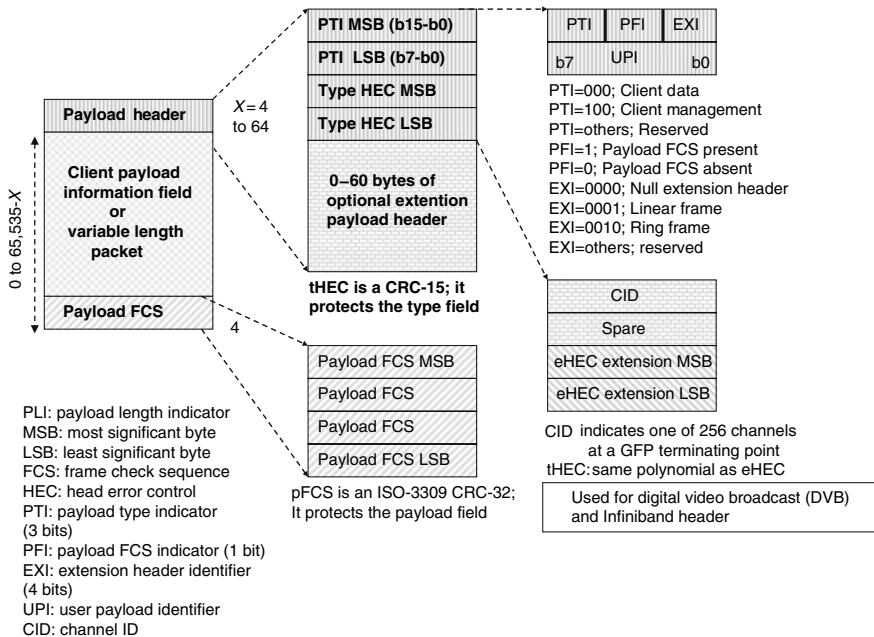 Payload header
Client payload
information field
or
variable length
packet
Payload FCS
0 to 65,535-X
X=4
to 64
4
PTI MSB (b15-b0)
PTI LSB (b7-b0)
Type HEC MSB
Type HEC LSB
0–60 bytes of
optional extention
payload header
tHEC is a CRC-15; it
protects the type field
Payload FCS MSB
Payload FCS
Payload FCS
Payload FCS LSB
pFCS is an ISO-3309 CRC-32;
It protects the payload field
PTI PFI EXI
b7 UPI b0
PTI=000; Client data
PTI=100; Client management
PTI=others; Reserved
PFI=1; Payload FCS present
PFI=0; Payload FCS absent
EXI=0000; Null extension header
EXI=0001; Linear frame
EXI=0010; Ring frame
EXI=others; reserved
CID
Spare
eHEC extension MSB
eHEC extension LSB
CID indicates one of 256 channels
at a GFP terminating point
tHEC: same polynomial as eHEC
Used for digital video broadcast (DVB)
and Infiniband header
PLI: payload length indicator
MSB: most significant byte
LSB: least significant byte
FCS: frame check sequence
HEC: head error control
PTI: payload type indicator
(3 bits)
PFI: payload FCS indicator (1 bit)
EXI: extension header identifier
(4 bits)
UPI: user payload identifier
CID: channel ID